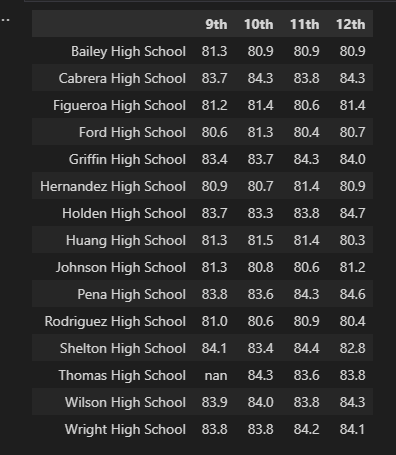 9th 10th 11th 12th
Bailey High School 81.3 80.9 80.9 80.9
Cabrera High School 83.7 84.3 83.8 84.3
Figueroa High School 81.2 81.4 80.6 81.4
Ford High School 80.6 81.3 80.4 80.7
Griffin High School 83.4 83.7 84.3 84.0
Hernandez High School 80.9 80.7 81.4 80.9
Holden High School 83.7 83.3 83.8 84.7
Huang High School 81.3 81.5 81.4 80.3
Johnson High School 81.3 80.8 80.6 81.2
Pena High School 83.8 83.6 84.3 84.6
Rodriguez High School 81.0 80.6 80.9 80.4
Shelton High School 84.1 83.4 84.4 82.8
Thomas High School nan 84.3 83.6 83.8
Wilson High School 83.9 84.0 83.8 84.3
Wright High School 83.8 83.8 84.2 84.1